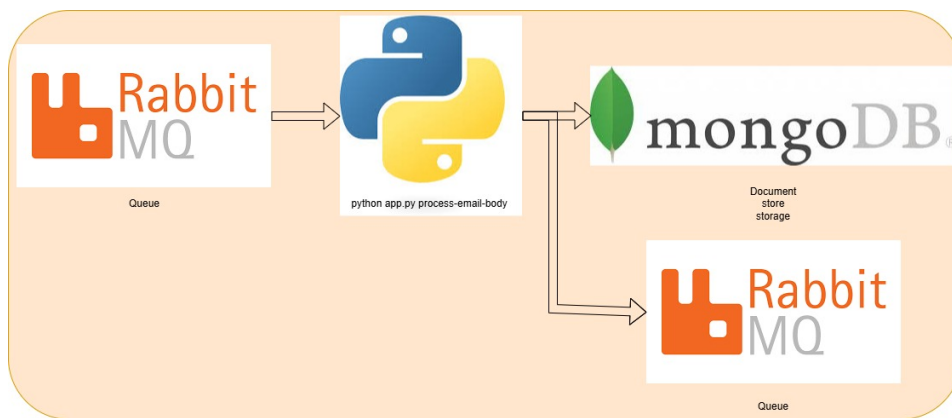 Rabbit
MQ
Queue
python app.py process-email-body
mongoDB®
Document
store
storage
Rabbit
MQ
Queue